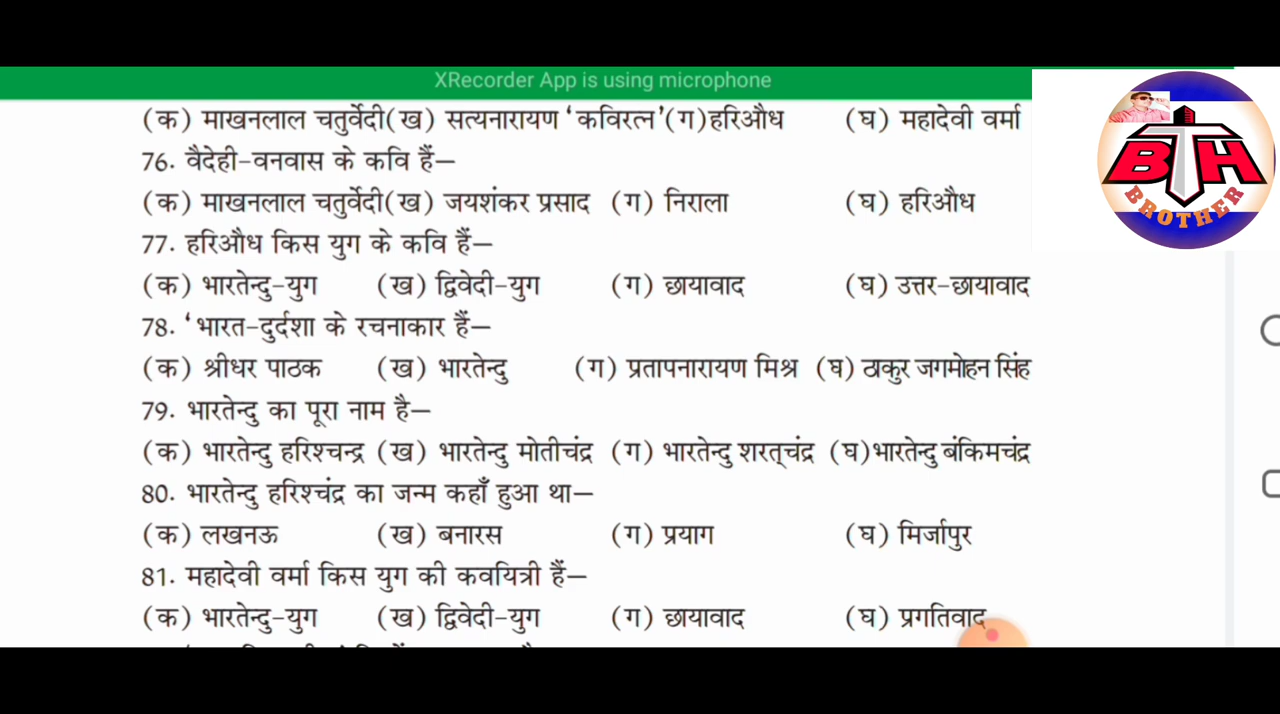 XRecorder App is using microphone
(क) माखनलाल चतुर्वेदी(ख) सत्यनारायण ‘कविरत्न’(ग)हरिऔध (घ) महादेवी वर्मा
76. वैदेही-वनवास के कवि हैं—
(क) माखनलाल चतुर्वेदी(ख) जयशंकर प्रसाद (ग) निराला (घ) हरिऔध
77. हरिऔध किस युग के कवि हैं—
(क) भारतेन्दु-युग (ख) द्विवेदी-युग (ग) छायावाद (घ) उत्तर-छायावाद
78. ‘भारत-दुर्दशा के रचनाकार हैं—
(क) श्रीधर पाठक (ख) भारतेन्दु (ग) प्रतापनारायण मिश्र (घ) ठाकुर जगमोहन सिंह
79. भारतेन्दु का पूरा नाम है—
(क) भारतेन्दु हरिश्चन्द्र (ख) भारतेन्दु मोतीचंद्र (ग) भारतेन्दु शरत्चंद्र (घ)भारतेन्दु बंकिमचंद्र
80. भारतेन्दु हरिश्चंद्र का जन्म कहाँ हुआ था—
(क) लखनऊ (ख) बनारस (ग) प्रयाग (घ) मिर्जापुर
81. महादेवी वर्मा किस युग की कवयित्री हैं—
(क) भारतेन्दु-युग (ख) द्विवेदी-युग (ग) छायावाद (घ) प्रगतिवाद
BTH
BROTHER